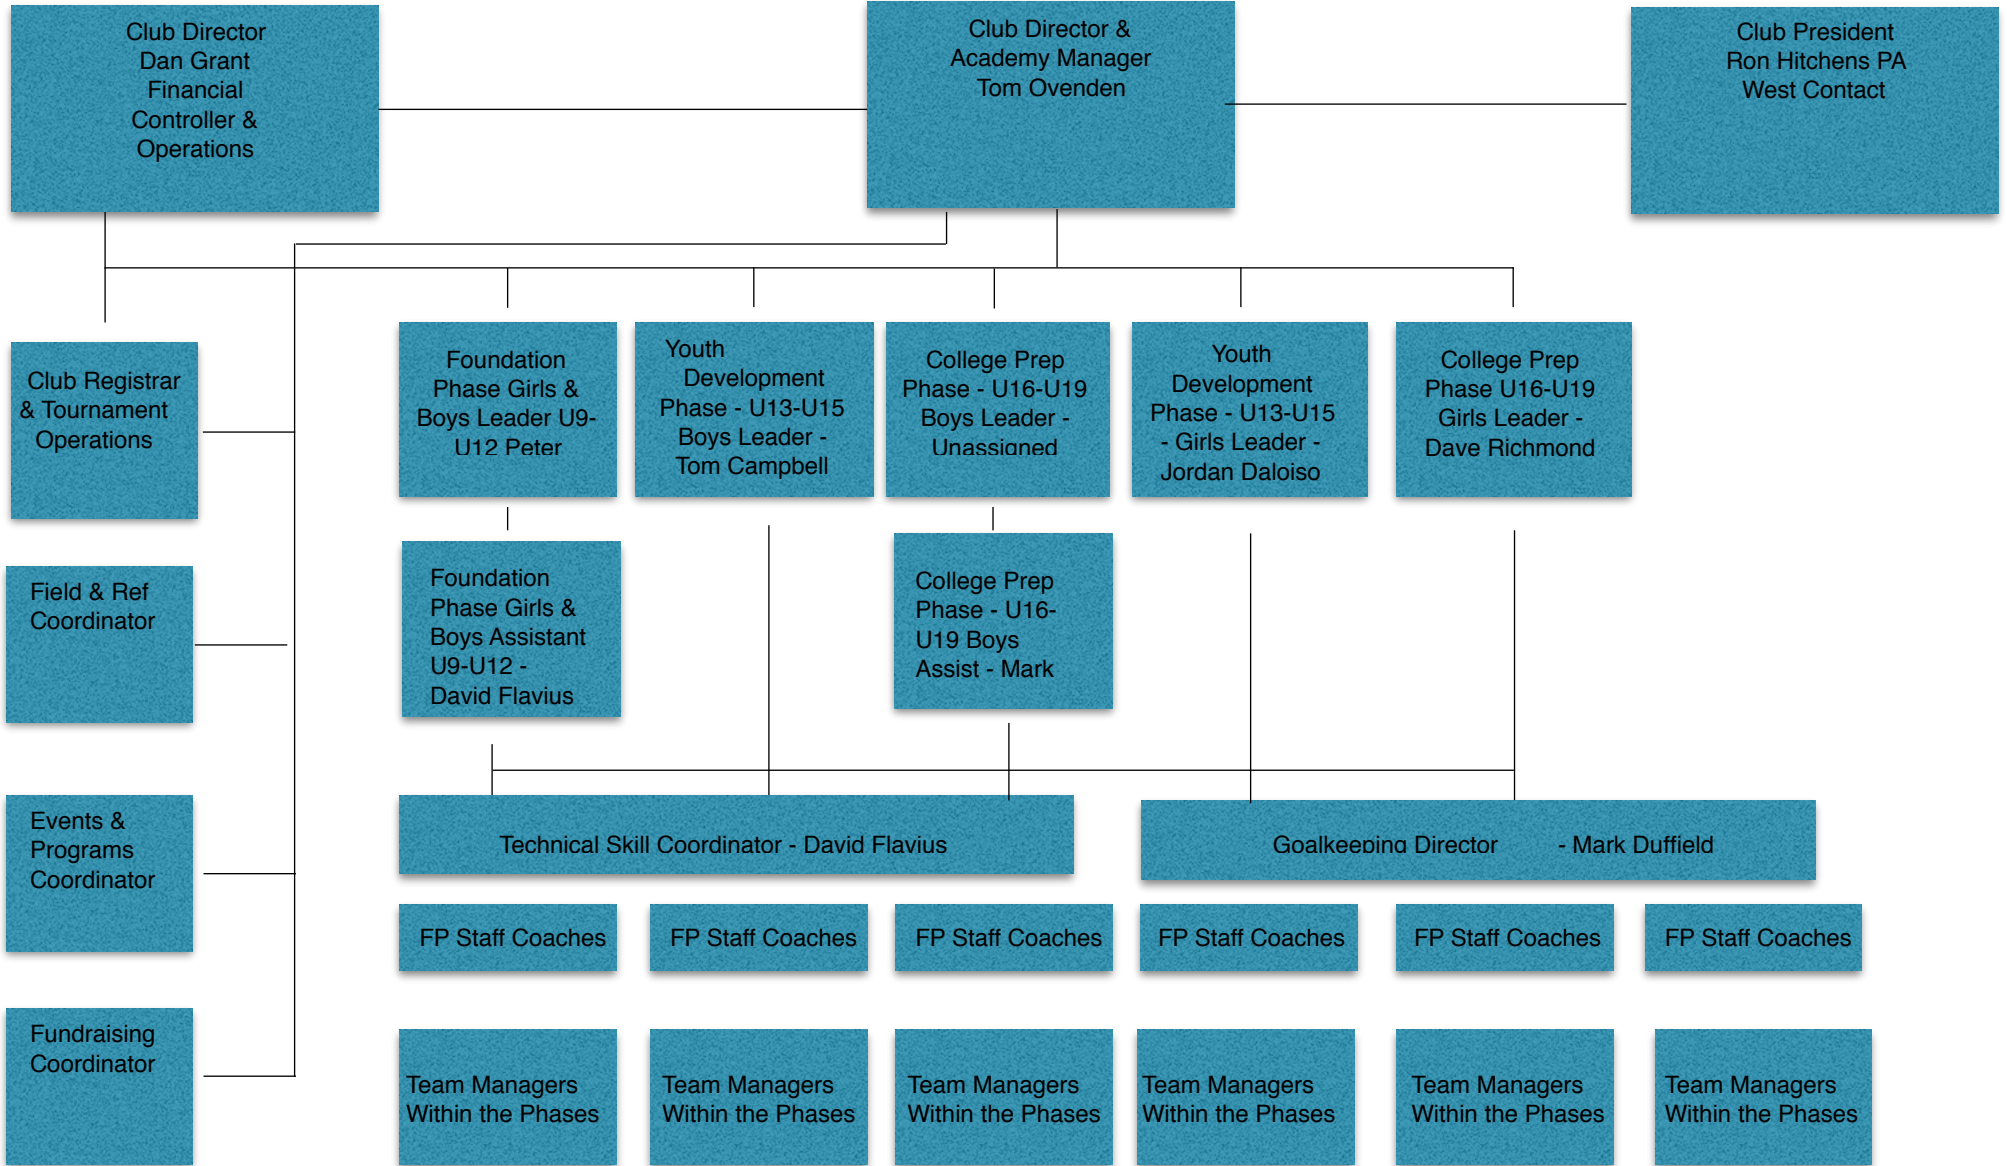 Club Director
Dan Grant
Financial
Controller &
Operations
Club Director &
Academy Manager
Tom Ovenden
Club President
Ron Hitchens PA
West Contact
Club Registrar
& Tournament
Operations
Foundation
Phase Girls &
Boys Leader U9-
U12 Peter
Youth
Development
Phase - U13-U15
Boys Leader -
Tom Campbell
College Prep
Phase - U16-U19
Boys Leader -
Unassigned
Youth
Development
Phase - U13-U15
- Girls Leader -
Jordan Daloiso
College Prep
Phase U16-U19
Girls Leader -
Dave Richmond
Field & Ref
Coordinator
Foundation
Phase Girls &
Boys Assistant
U9-U12 -
David Flavius
College Prep
Phase - U16-
U19 Boys
Assist - Mark
Events &
Programs
Coordinator
Technical Skill Coordinator - David Flavius
Goalkeeping Director - Mark Duffield
FP Staff Coaches
FP Staff Coaches
FP Staff Coaches
FP Staff Coaches
FP Staff Coaches
FP Staff Coaches
Fundraising
Coordinator
Team Managers
Within the Phases
Team Managers
Within the Phases
Team Managers
Within the Phases
Team Managers
Within the Phases
Team Managers
Within the Phases
Team Managers
Within the Phases